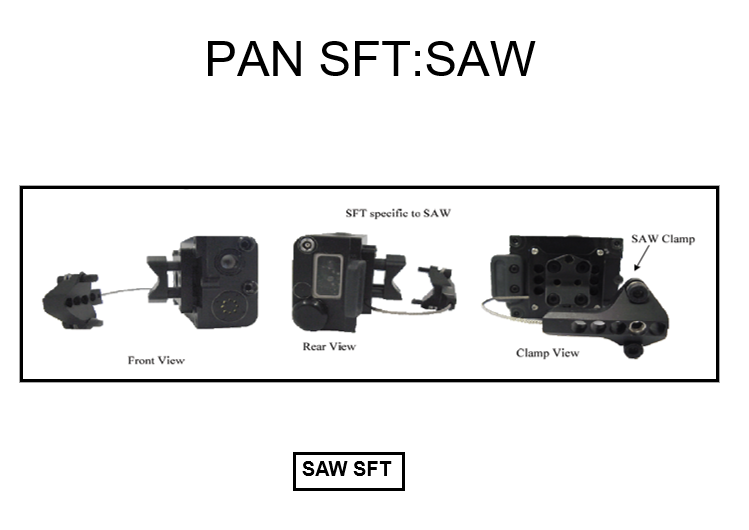 PAN SFT:SAW
SFT specific to SAW
SAW Clamp
Front View
Rear View
Clamp View
SAW SFT